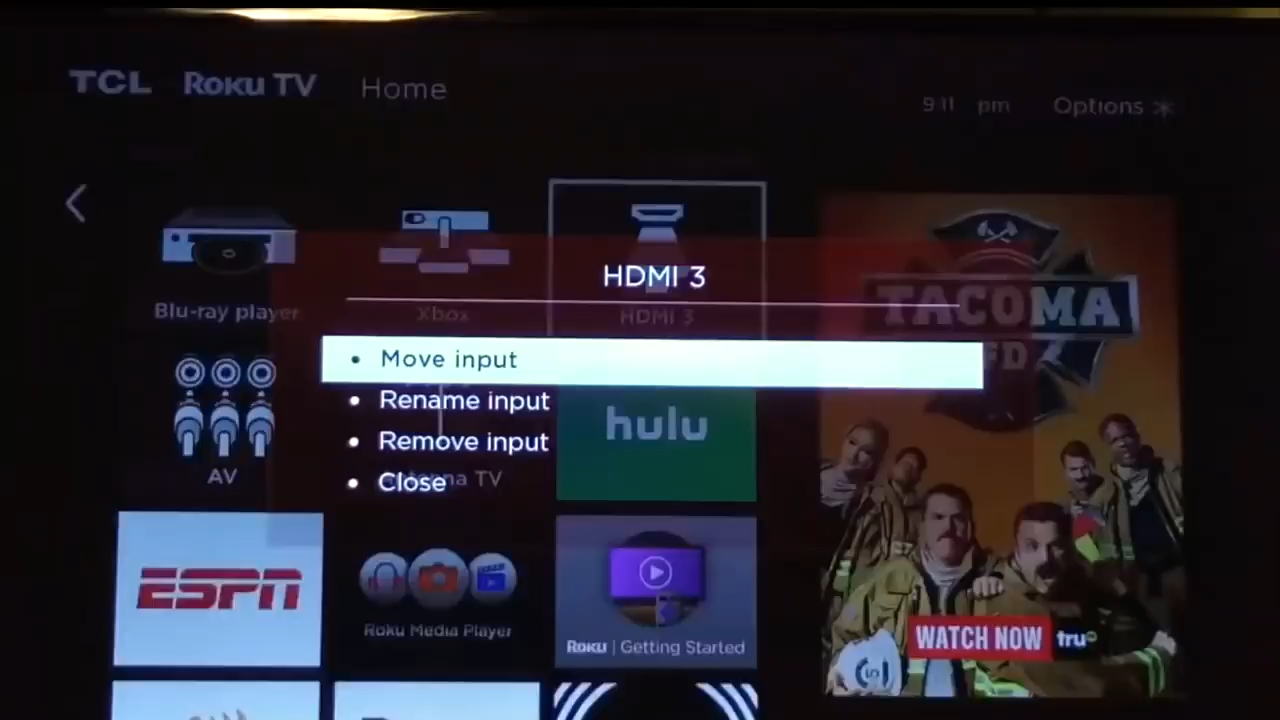 TCL Roku TV Home
9:11 pm Options
HDMI 3
Blu-ray player
Xbox
HDMI 3
Move input
Rename input
Remove input
Close
AV
TV
hulu
TACOMA
FD
ESPN
Roku Media Player
Roku | Getting Started
WATCH NOW tru